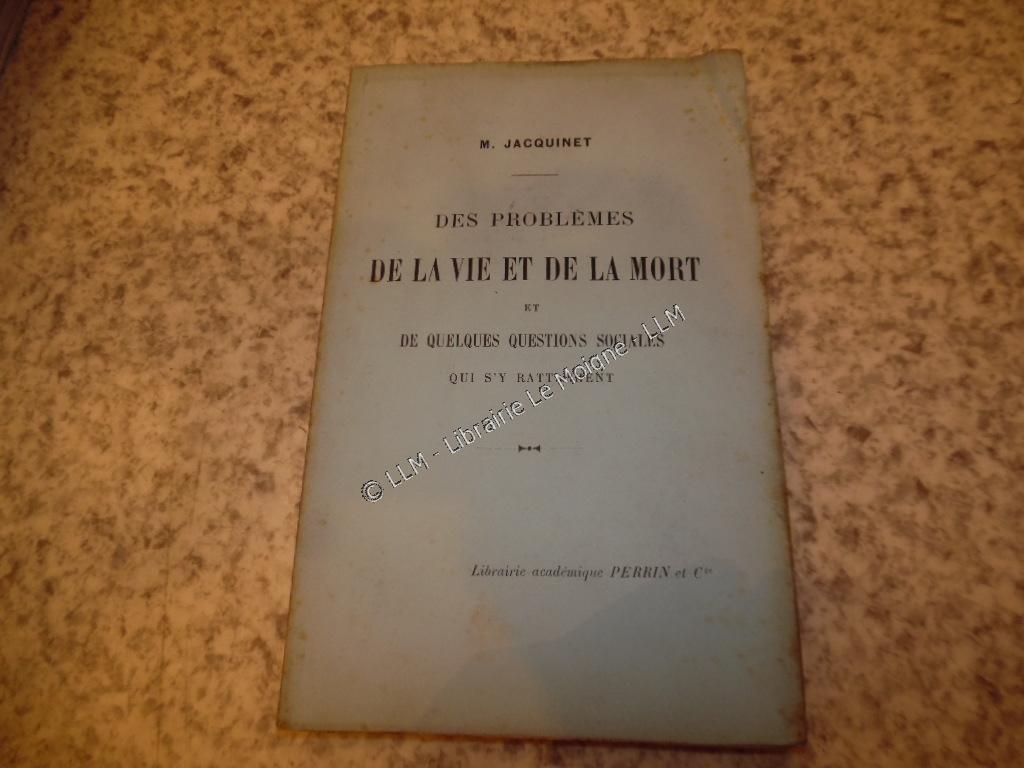 M. JACQUINET
DES PROBLÈMES
DE LA VIE ET DE LA MORT
ET
DE QUELQUES QUESTIONS SOCIALES
QUI S'Y RATTACHENT
Librairie académique PERRIN et Cie
© LLM - Librairie Le Moigne - LLM